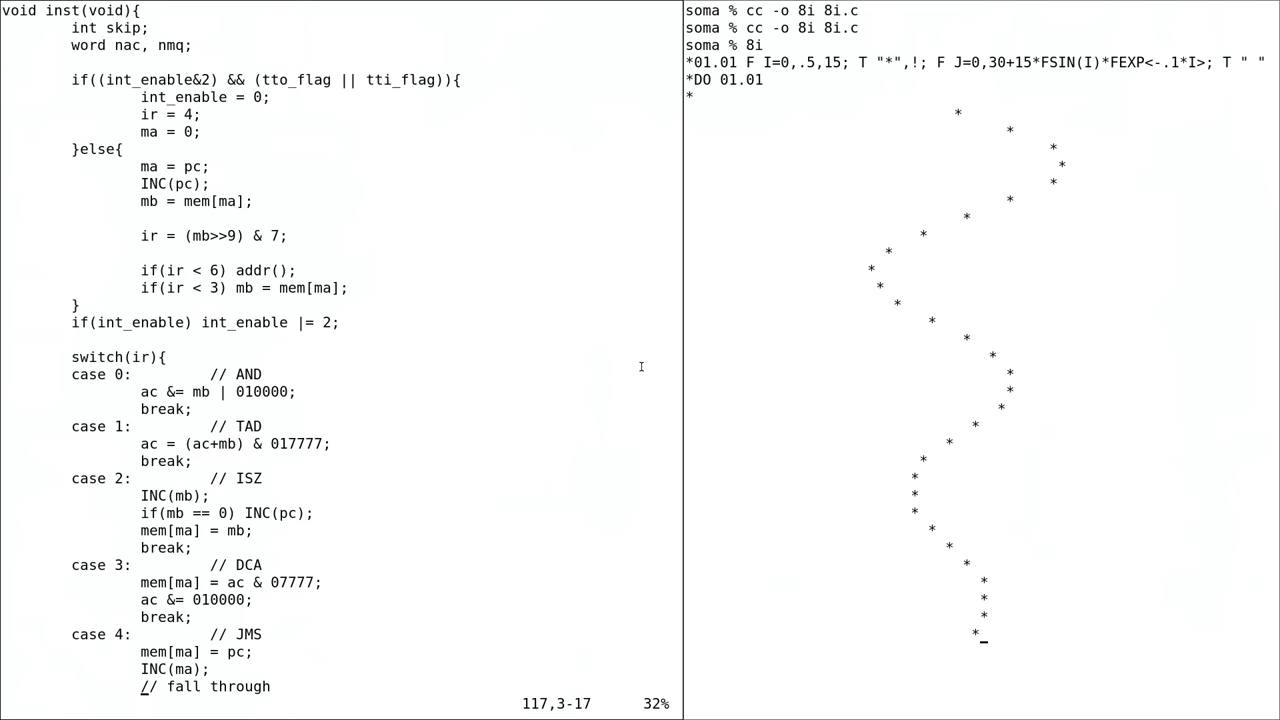 void inst(void){
        int skip;
        word nac, nmq;

        if((int_enable&2) && (tto_flag || tti_flag)){
                int_enable = 0;
                ir = 4;
                ma = 0;
        }else{
                ma = pc;
                INC(pc);
                mb = mem[ma];

                ir = (mb>>9) & 7;

                if(ir < 6) addr();
                if(ir < 3) mb = mem[ma];
        }
        if(int_enable) int_enable |= 2;

        switch(ir){
        case 0:         // AND
                ac &= mb | 010000;
                break;
        case 1:         // TAD
                ac = (ac+mb) & 017777;
                break;
        case 2:         // ISZ
                INC(mb);
                if(mb == 0) INC(pc);
                mem[ma] = mb;
                break;
        case 3:         // DCA
                mem[ma] = ac & 07777;
                ac &= 010000;
                break;
        case 4:         // JMS
                mem[ma] = pc;
                INC(ma);
                // fall through
117,3-17      32%
soma % cc -o 8i 8i.c
soma % cc -o 8i 8i.c
soma % 8i
*01.01 F I=0,.5,15; T "*",!; F J=0,30+15*FSIN(I)*FEXP<-.1*I>; T " "
*DO 01.01
*
                               *
                                     *
                                          *
                                           *
                                          *
                                     *
                                *
                           *
                       *
                     *
                      *
                        *
                            *
                                *
                                   *
                                     *
                                     *
                                    *
                                 *
                              *
                           *
                          *
                          *
                          *
                            *
                              *
                                *
                                  *
                                  *
                                  *
                                 *